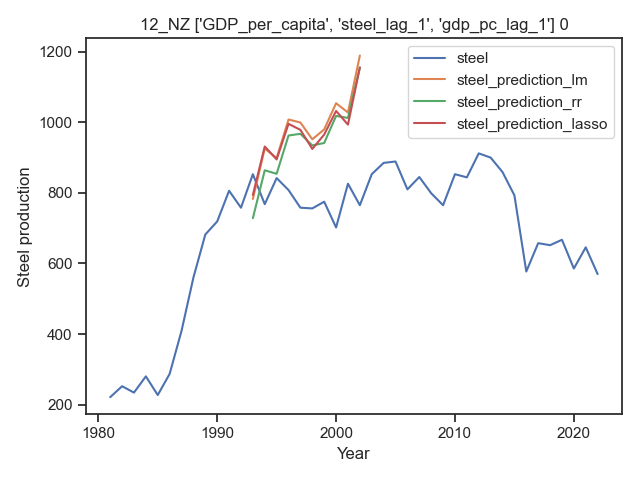 12_NZ ['GDP_per_capita', 'steel_lag_1', 'gdp_pc_lag_1'] 0
steel
steel_prediction_lm
steel_prediction_rr
steel_prediction_lasso
1200
1000
800
600
400
200
Steel production
1980
1990
2000
2010
2020
Year